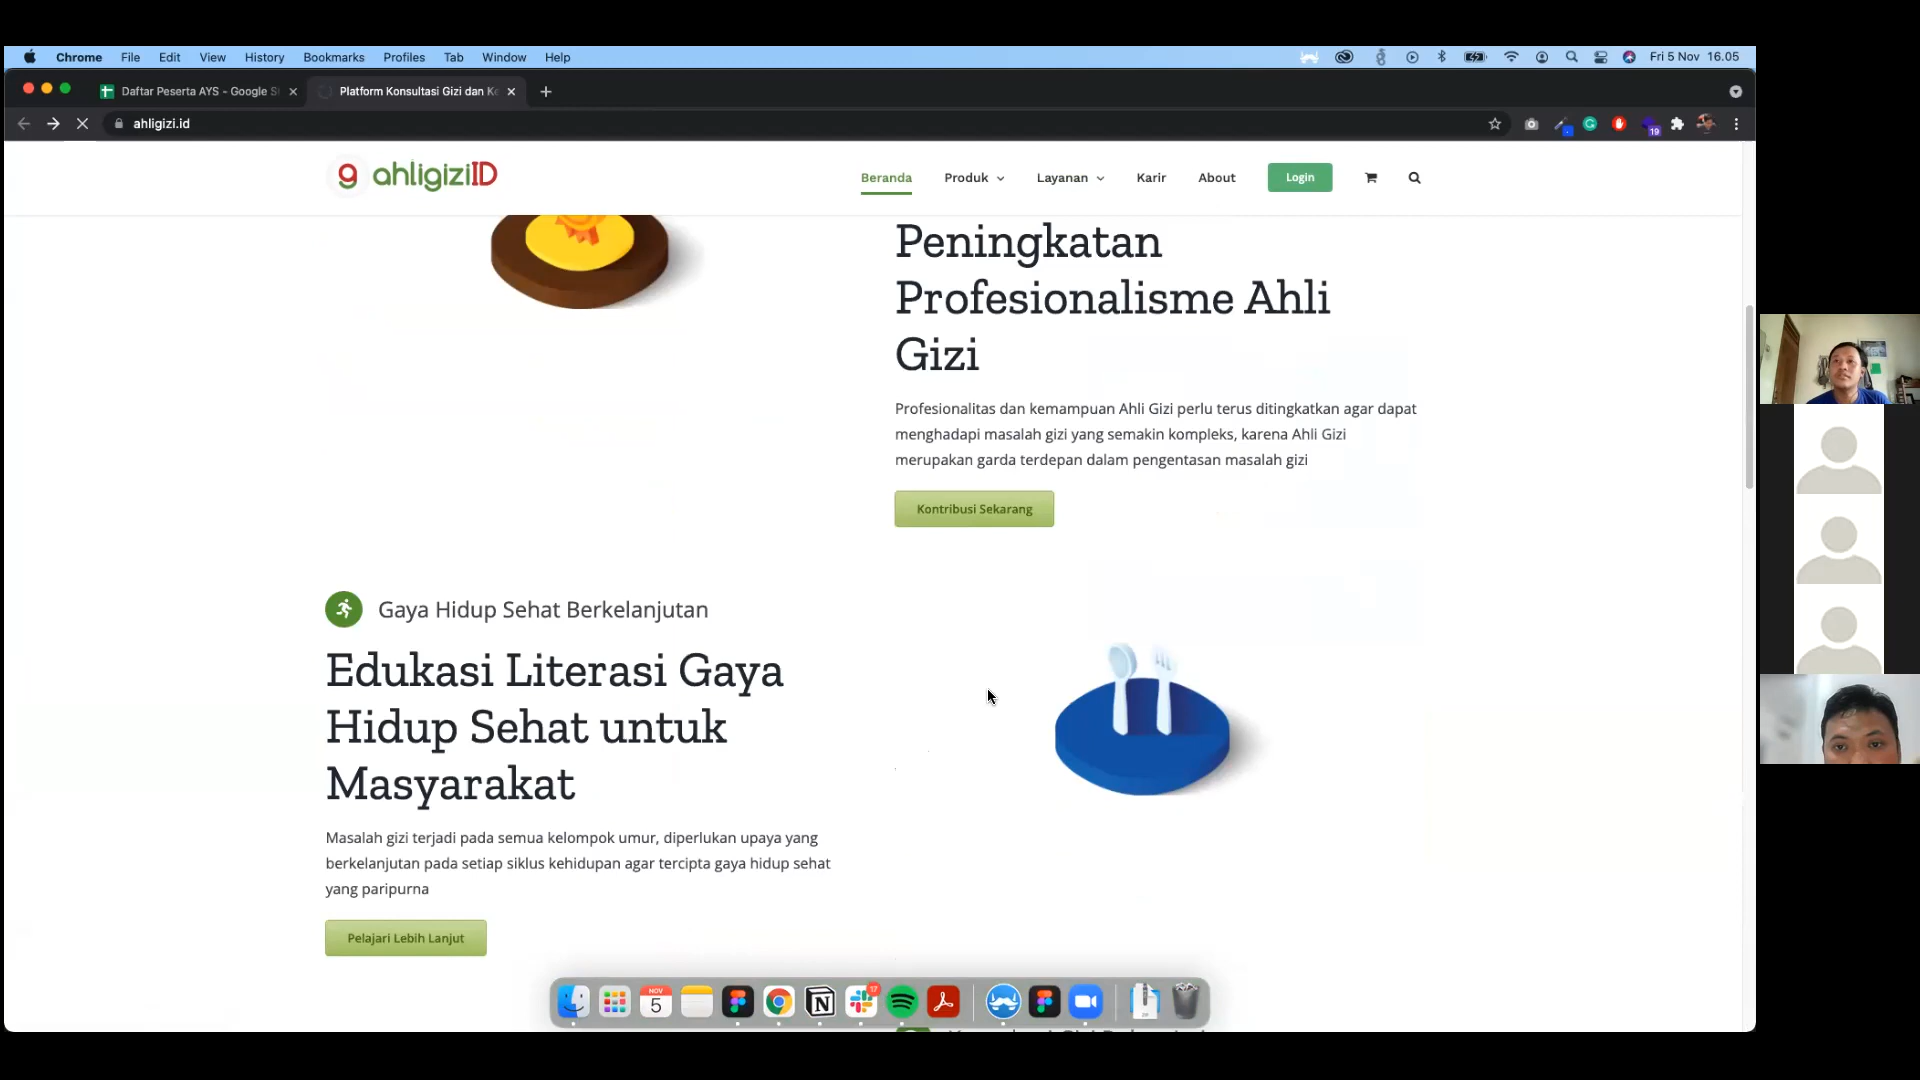 Chrome File Edit View History Bookmarks Profiles Tab Window Help Fri 5 Nov 16.05
Daftar Peserta AYS - Google S Platform Konsultasi Gizi dan Ke
ahligizi.id
19
g ahligiziID Beranda Produk Layanan Karir About Login
Peningkatan
Profesionalisme Ahli
Gizi
Profesionalitas dan kemampuan Ahli Gizi perlu terus ditingkatkan agar dapat
menghadapi masalah gizi yang semakin kompleks, karena Ahli Gizi
merupakan garda terdepan dalam pengentasan masalah gizi
Kontribusi Sekarang
Gaya Hidup Sehat Berkelanjutan
Edukasi Literasi Gaya
Hidup Sehat untuk
Masyarakat
Masalah gizi terjadi pada semua kelompok umur, diperlukan upaya yang
berkelanjutan pada setiap siklus kehidupan agar tercipta gaya hidup sehat
yang paripurna
Pelajari Lebih Lanjut
NOV
5
17